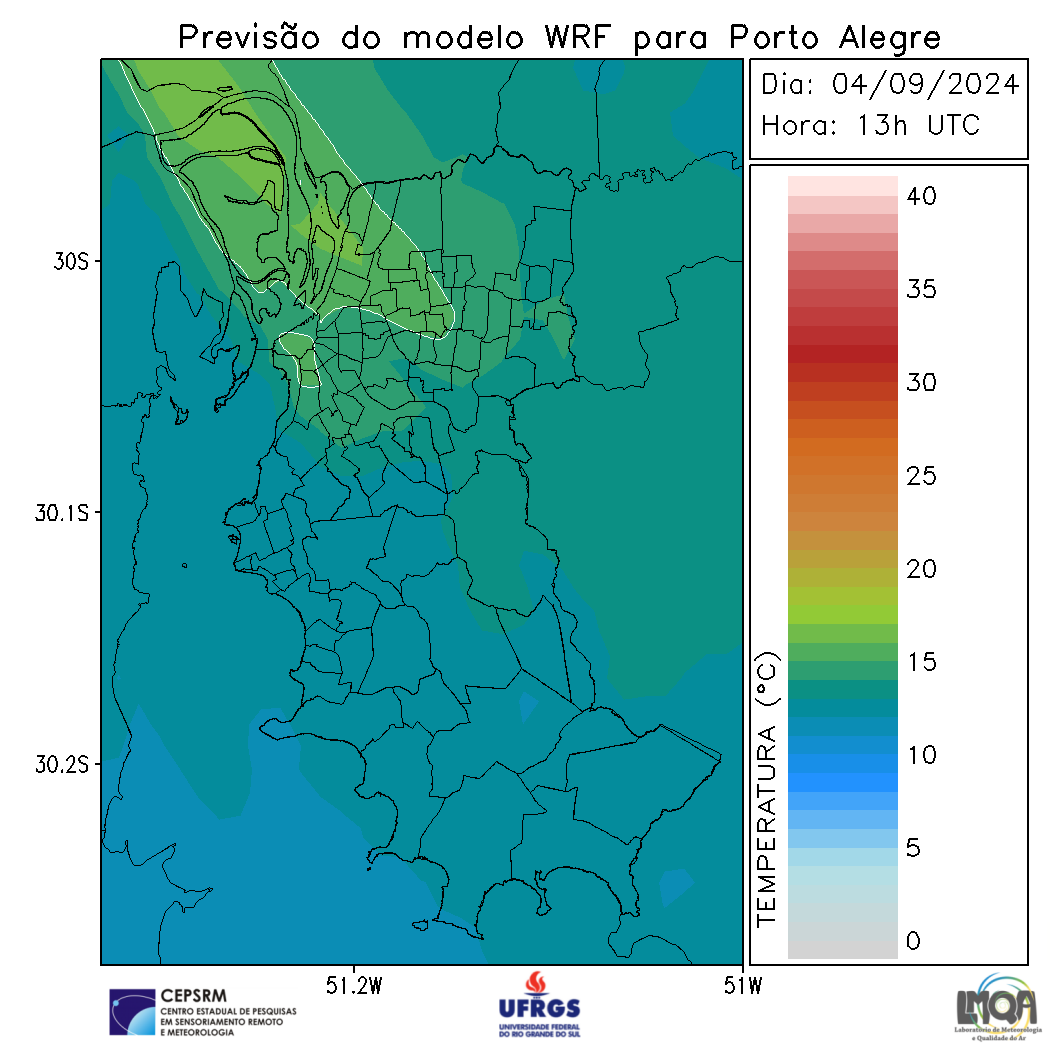 Previsão do modelo WRF para Porto Alegre
Dia: 04/09/2024
Hora: 13h UTC
40
35
30
25
20
15
10
5
0
TEMPERATURA (°C)
30S
30.1S
30.2S
51.2W
51W
CEPSRM
CENTRO ESTADUAL DE PESQUISAS
EM SENSORIAMENTO REMOTO
E METEOROLOGIA
UFRGS
UNIVERSIDADE FEDERAL
DO RIO GRANDE DO SUL
LMQA
Laboratório de Meteorologia
e Qualidade do Ar